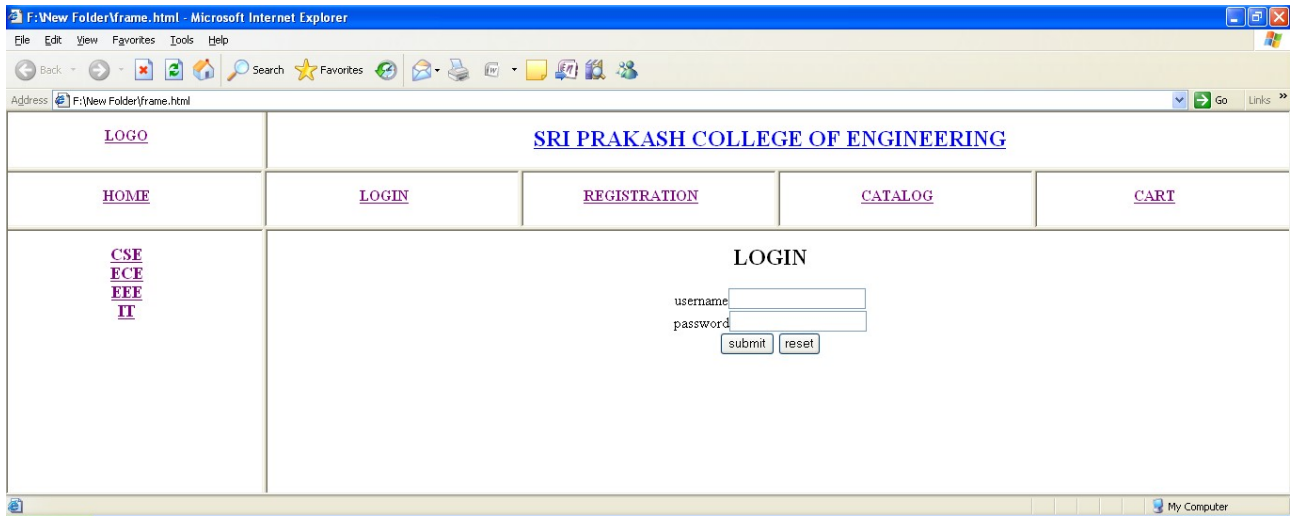 F:\New Folder\frame.html - Microsoft Internet Explorer
File Edit View Favorites Tools Help
Back Search Favorites
Address F:\New Folder\frame.html Go Links »
LOGO SRI PRAKASH COLLEGE OF ENGINEERING
HOME LOGIN REGISTRATION CATALOG CART
CSE
ECE
EEE
IT
LOGIN
username
password
submit reset
My Computer